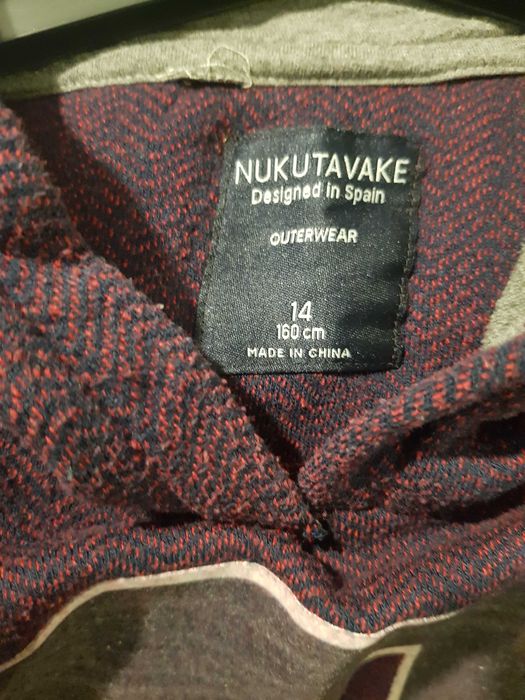 NUKUTAVAKE
Designed in Spain
OUTERWEAR
14
160 cm
MADE IN CHINA